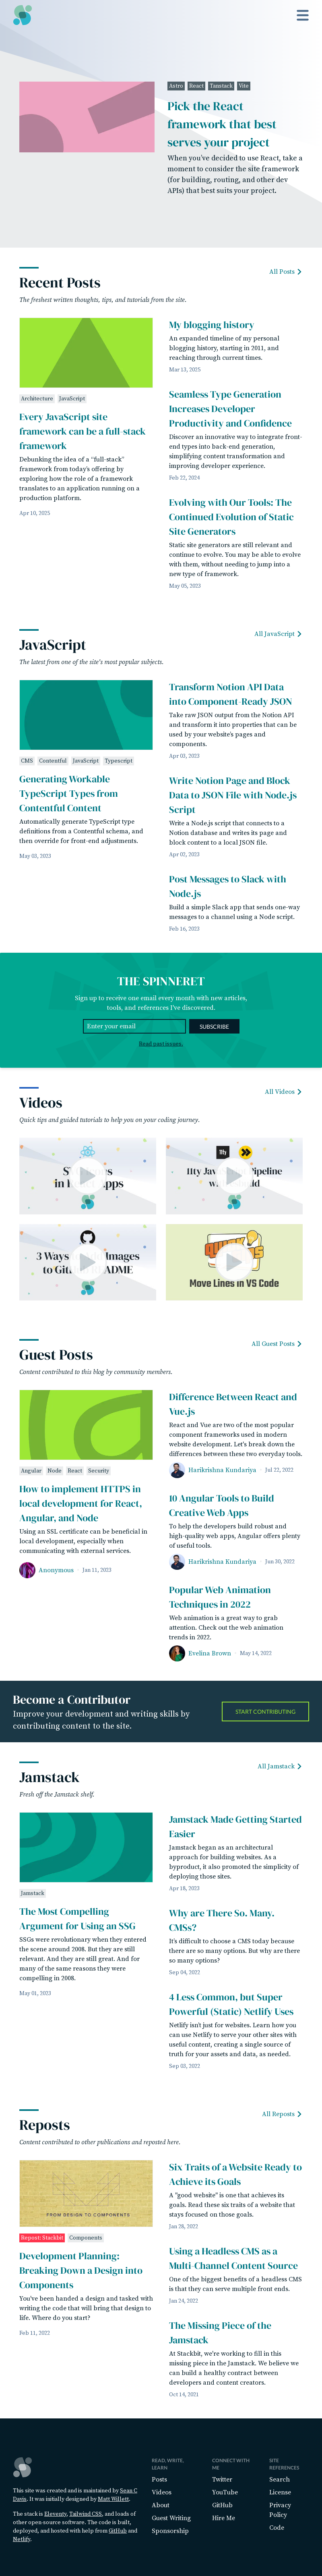 Astro React Tanstack Vite
Pick the React
framework that best
serves your project
When you've decided to use React, take a
moment to consider the site framework
(for building, routing, and other dev
APIs) that best suits your project.
All Posts
Recent Posts
The freshest written thoughts, tips, and tutorials from the site.
Architecture JavaScript
Every JavaScript site
framework can be a full-stack
framework
Debunking the idea of a "full-stack"
framework from today's offering by
exploring how the role of a framework
translates to an application running on a
production platform.
Apr 10, 2025
My blogging history
An expanded timeline of my personal
blogging history, starting in 2011, and
reaching through current times.
Mar 13, 2025
Seamless Type Generation
Increases Developer
Productivity and Confidence
Discover an innovative way to integrate front-
end types into back-end generation,
simplifying content transformation and
improving developer experience.
Feb 22, 2024
Evolving with Our Tools: The
Continued Evolution of Static
Site Generators
Static site generators are still relevant and
continue to evolve. You may be able to evolve
with them, without needing to jump into a
new type of framework.
May 05, 2023
All JavaScript
JavaScript
The latest from one of the site's most popular subjects.
CMS Contentful JavaScript Typescript
Generating Workable
TypeScript Types from
Contentful Content
Automatically generate TypeScript type
definitions from a Contentful schema, and
then override for front-end adjustments.
May 03, 2023
Transform Notion API Data
into Component-Ready JSON
Take raw JSON output from the Notion API
and transform it into properties that can be
used by your website's pages and
components.
Apr 03, 2023
Write Notion Page and Block
Data to JSON File with Node.js
Script
Write a Node.js script that connects to a
Notion database and writes its page and
block content to a local JSON file.
Apr 02, 2023
Post Messages to Slack with
Node.js
Build a simple Slack app that sends one-way
messages to a channel using a Node script.
Feb 16, 2023
THE SPINNERET
Sign up to receive one email every month with new articles,
tools, and references I've discovered.
Enter your email
SUBSCRIBE
Read past issues.
All Videos
Videos
Quick tips and guided tutorials to help you on your coding journey.
11ty
3 Ways
Images
to Git
ADME
Move Lines in VS Code
All Guest Posts
Guest Posts
Content contributed to this blog by community members.
Angular Node React Security
How to implement HTTPS in
local development for React,
Angular, and Node
Using an SSL certificate can be beneficial in
local development, especially when
communicating with external services.
Anonymous · Jan 11, 2023
Difference Between React and
Vue.js
React and Vue are two of the most popular
component frameworks used in modern
website development. Let's break down the
differences between these two everyday tools.
Harikrishna Kundariya · Jul 22, 2022
10 Angular Tools to Build
Creative Web Apps
To help the developers build robust and
high-quality web apps, Angular offers plenty
of useful tools.
Harikrishna Kundariya · Jun 30, 2022
Popular Web Animation
Techniques in 2022
Web animation is a great way to grab
attention. Check out the web animation
trends in 2022.
Evelina Brown · May 14, 2022
Become a Contributor
Improve your development and writing skills by
contributing content to the site.
START CONTRIBUTING
All Jamstack
Jamstack
Fresh off the Jamstack shelf.
Jamstack
The Most Compelling
Argument for Using an SSG
SSGs were revolutionary when they entered
the scene around 2008. But they are still
relevant. And they are still great. And for
many of the same reasons they were
compelling in 2008.
May 01, 2023
Jamstack Made Getting Started
Easier
Jamstack began as an architectural
approach for building websites. As a
byproduct, it also promoted the simplicity of
deploying those sites.
Apr 18, 2023
Why are There So. Many.
CMSs?
It's difficult to choose a CMS today because
there are so many options. But why are there
so many options?
Sep 04, 2022
4 Less Common, but Super
Powerful (Static) Netlify Uses
Netlify isn't just for websites. Learn how you
can use Netlify to serve your other sites with
useful content, creating a single source of
truth for your assets and data, as needed.
Sep 03, 2022
All Reposts
Reposts
Content contributed to other publications and reposted here.
FROM DESIGN TO COMPONENTS
Repost: Stackbit Components
Development Planning:
Breaking Down a Design into
Components
You've been handed a design and tasked with
writing the code that will bring that design to
life. Where do you start?
Feb 11, 2022
Six Traits of a Website Ready to
Achieve its Goals
A "good website" is one that achieves its
goals. Read these six traits of a website that
stays focused on those goals.
Jan 28, 2022
Using a Headless CMS as a
Multi-Channel Content Source
One of the biggest benefits of a headless CMS
is that they can serve multiple front ends.
Jan 24, 2022
The Missing Piece of the
Jamstack
At Stackbit, we're working to fill in this
missing piece in the Jamstack. We believe we
can build a healthy contract between
developers and content creators.
Oct 14, 2021
This website was created and is maintained by Sean C
Davis. It was initially designed by Matt Willett.
The stack is Eleventy, Tailwind CSS, and loads of
other open-source software. The code is built,
deployed, and hosted with help from GitHub and
Netlify.
READ, WRITE,
LEARN
Posts
Videos
About
Guest Writing
Sponsorship
CONNECT WITH
ME
Twitter
YouTube
GitHub
Hire Me
SITE
REFERENCES
Search
License
Privacy
Policy
Code